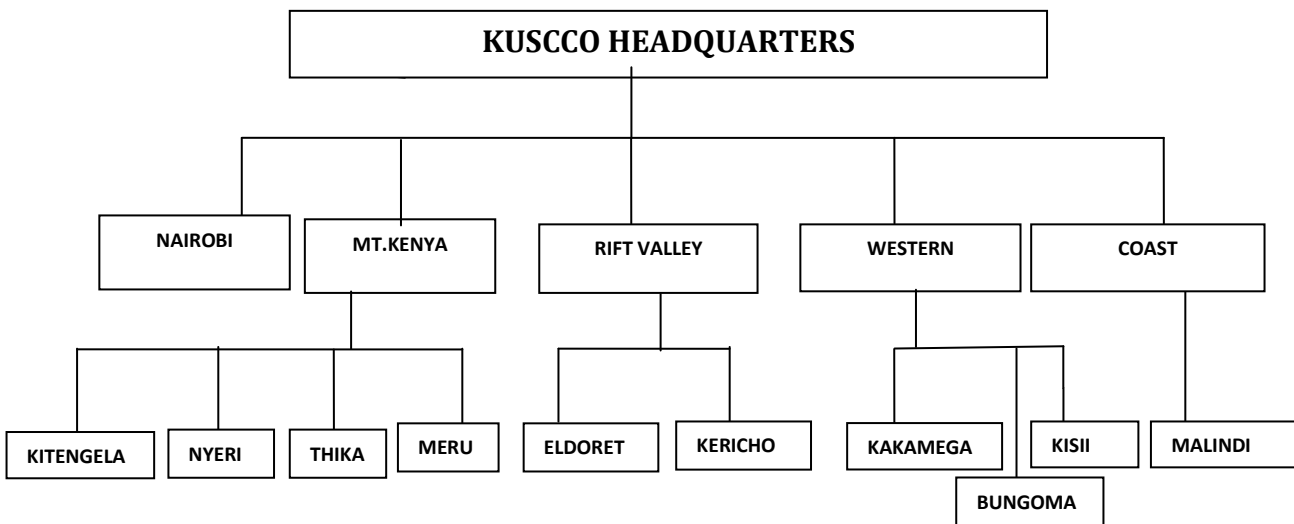 KUSCCO HEADQUARTERS
NAIROBI
MT.KENYA
RIFT VALLEY
WESTERN
COAST
KITENGELA
NYERI
THIKA
MERU
ELDORET
KERICHO
KAKAMEGA
KISII
MALINDI
BUNGOMA